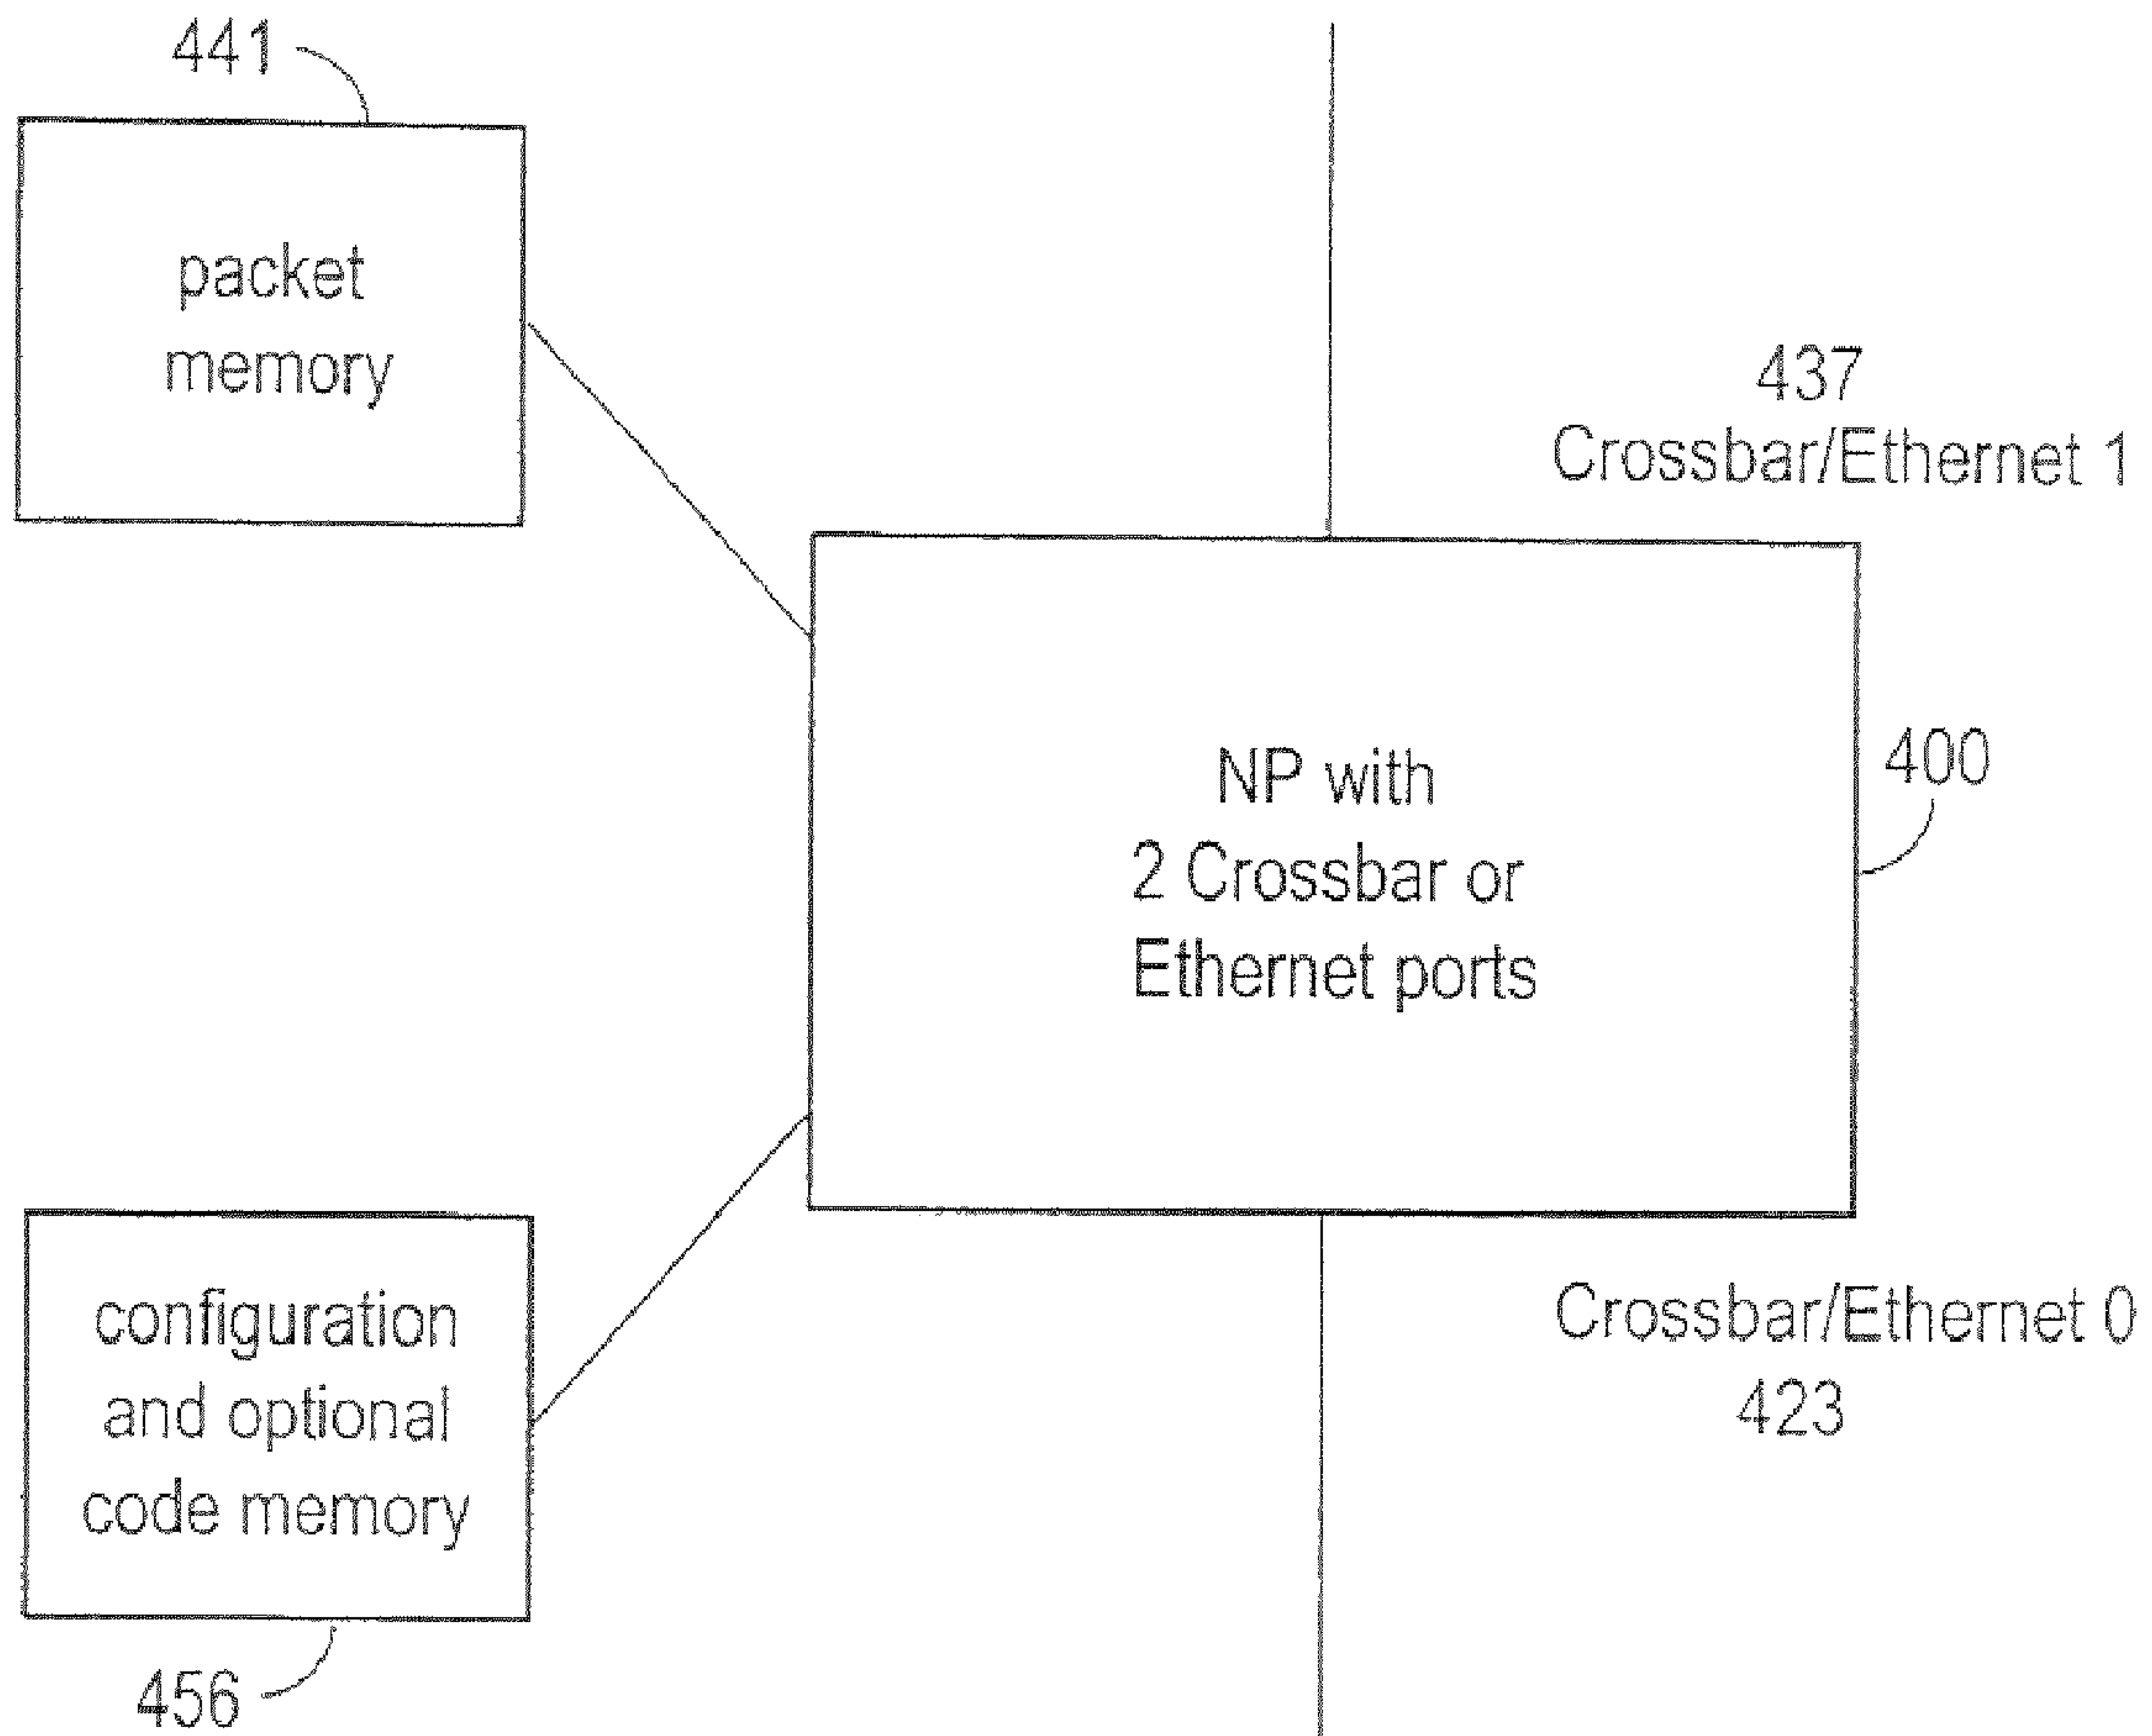 441
packet
memory
437
Crossbar/Ethernet 1
NP with
2 Crossbar or
Ethernet ports
400
Crossbar/Ethernet 0
423
configuration
and optional
code memory
456